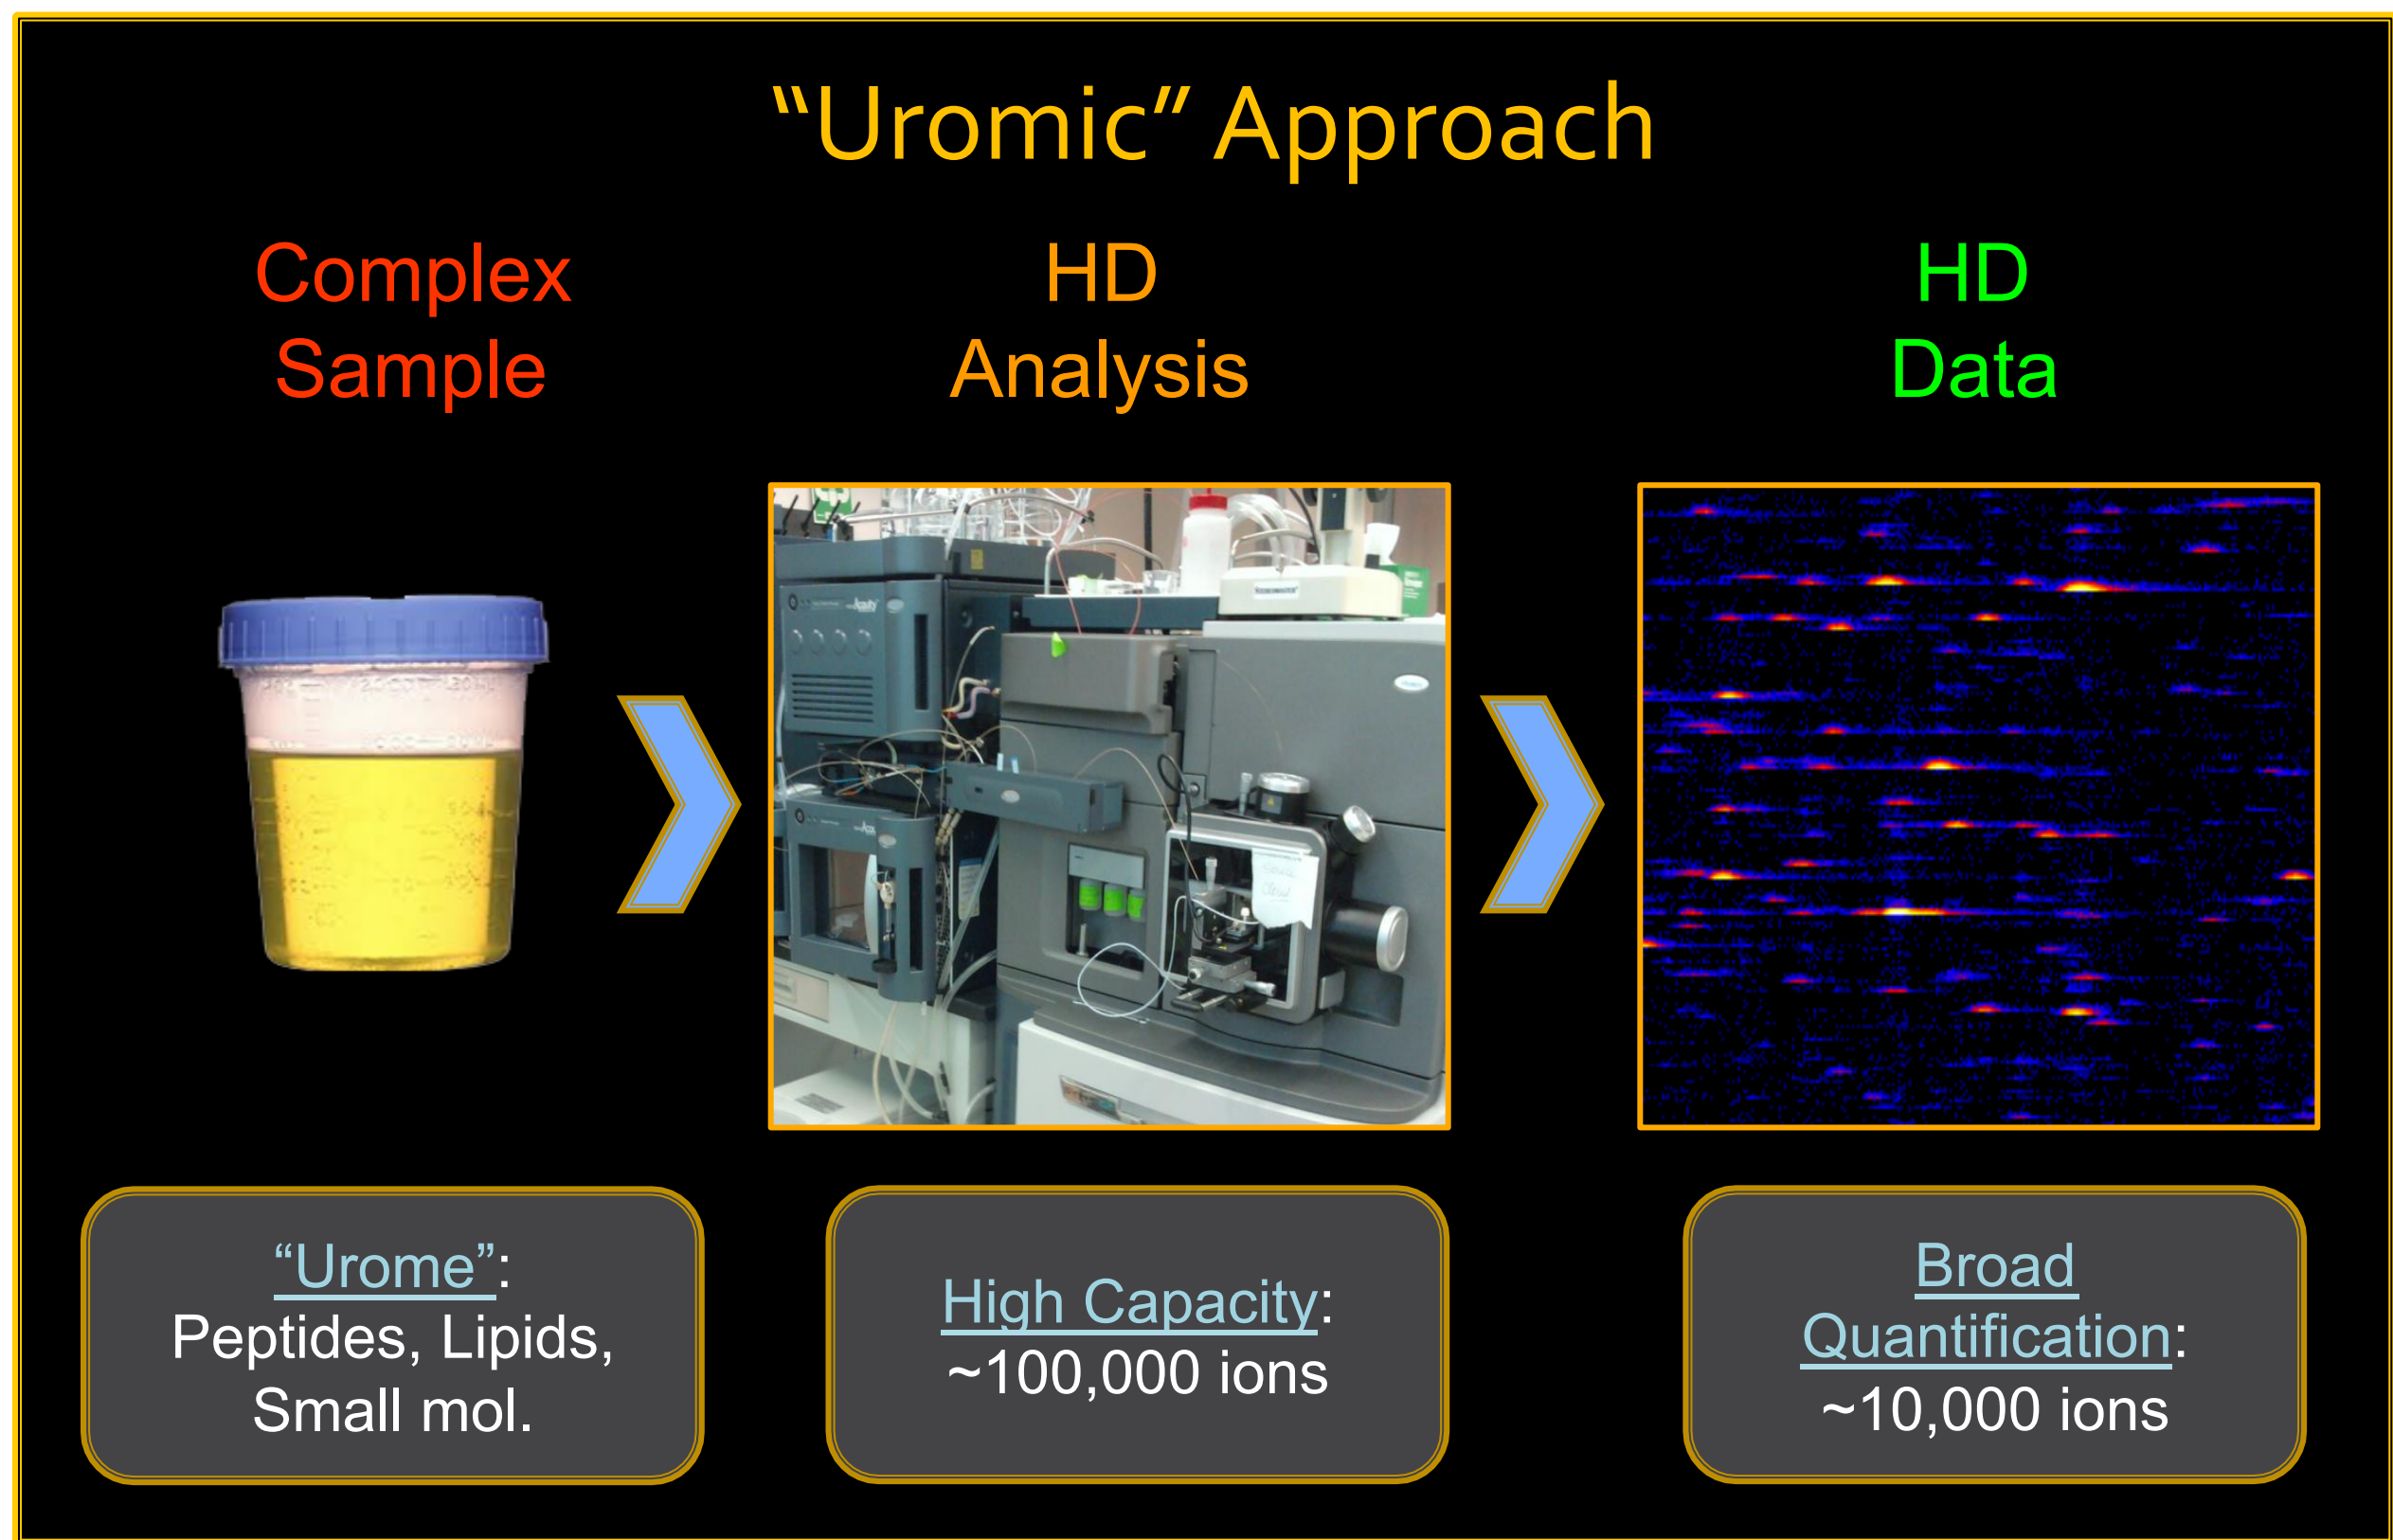 “Uromic” Approach
Complex
Sample
HD
Analysis
HD
Data
Acquity
“Urome”:
Peptides, Lipids,
Small mol.
High Capacity:
~100,000 ions
Broad
Quantification:
~10,000 ions